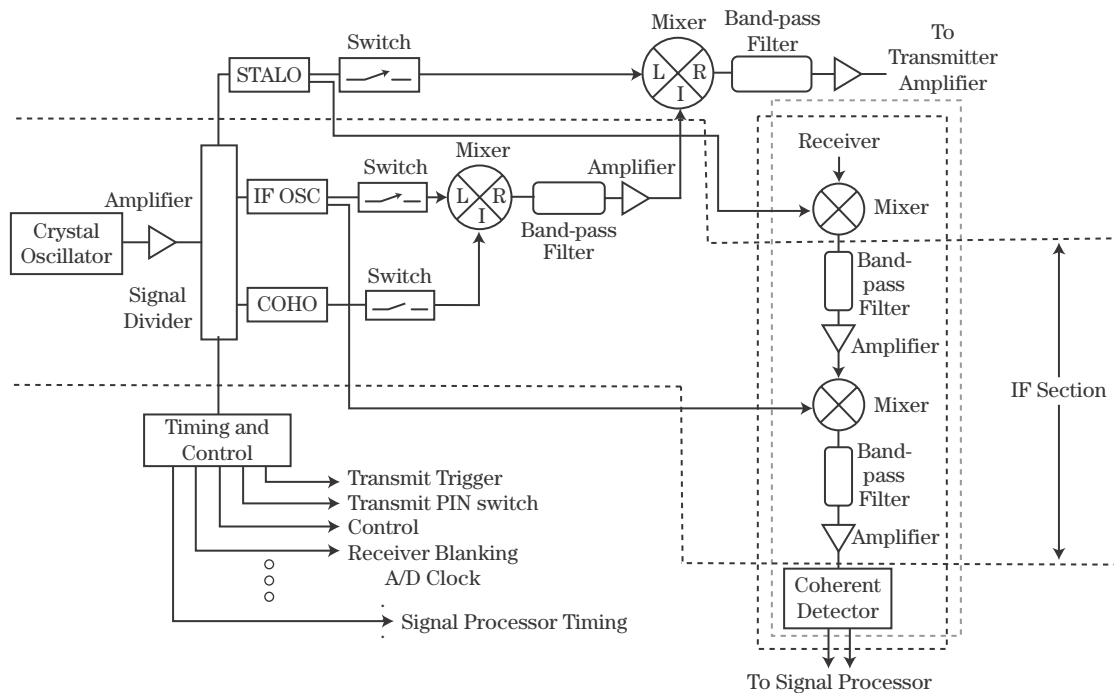 Mixer
Band-pass
Filter
To
Transmitter
Amplifier
Switch
STALO
L
R
I
Receiver
Mixer
Switch
Mixer
Amplifier
Amplifier
IF OSC
L
R
I
Band-pass
Filter
Crystal
Oscillator
Signal
Divider
COHO
Switch
Band-
pass
Filter
Amplifier
Mixer
IF Section
Timing and
Control
Band-
pass
Filter
Amplifier
Transmit Trigger
Transmit PIN switch
Control
Receiver Blanking
A/D Clock
Signal Processor Timing
Coherent
Detector
To Signal Processor